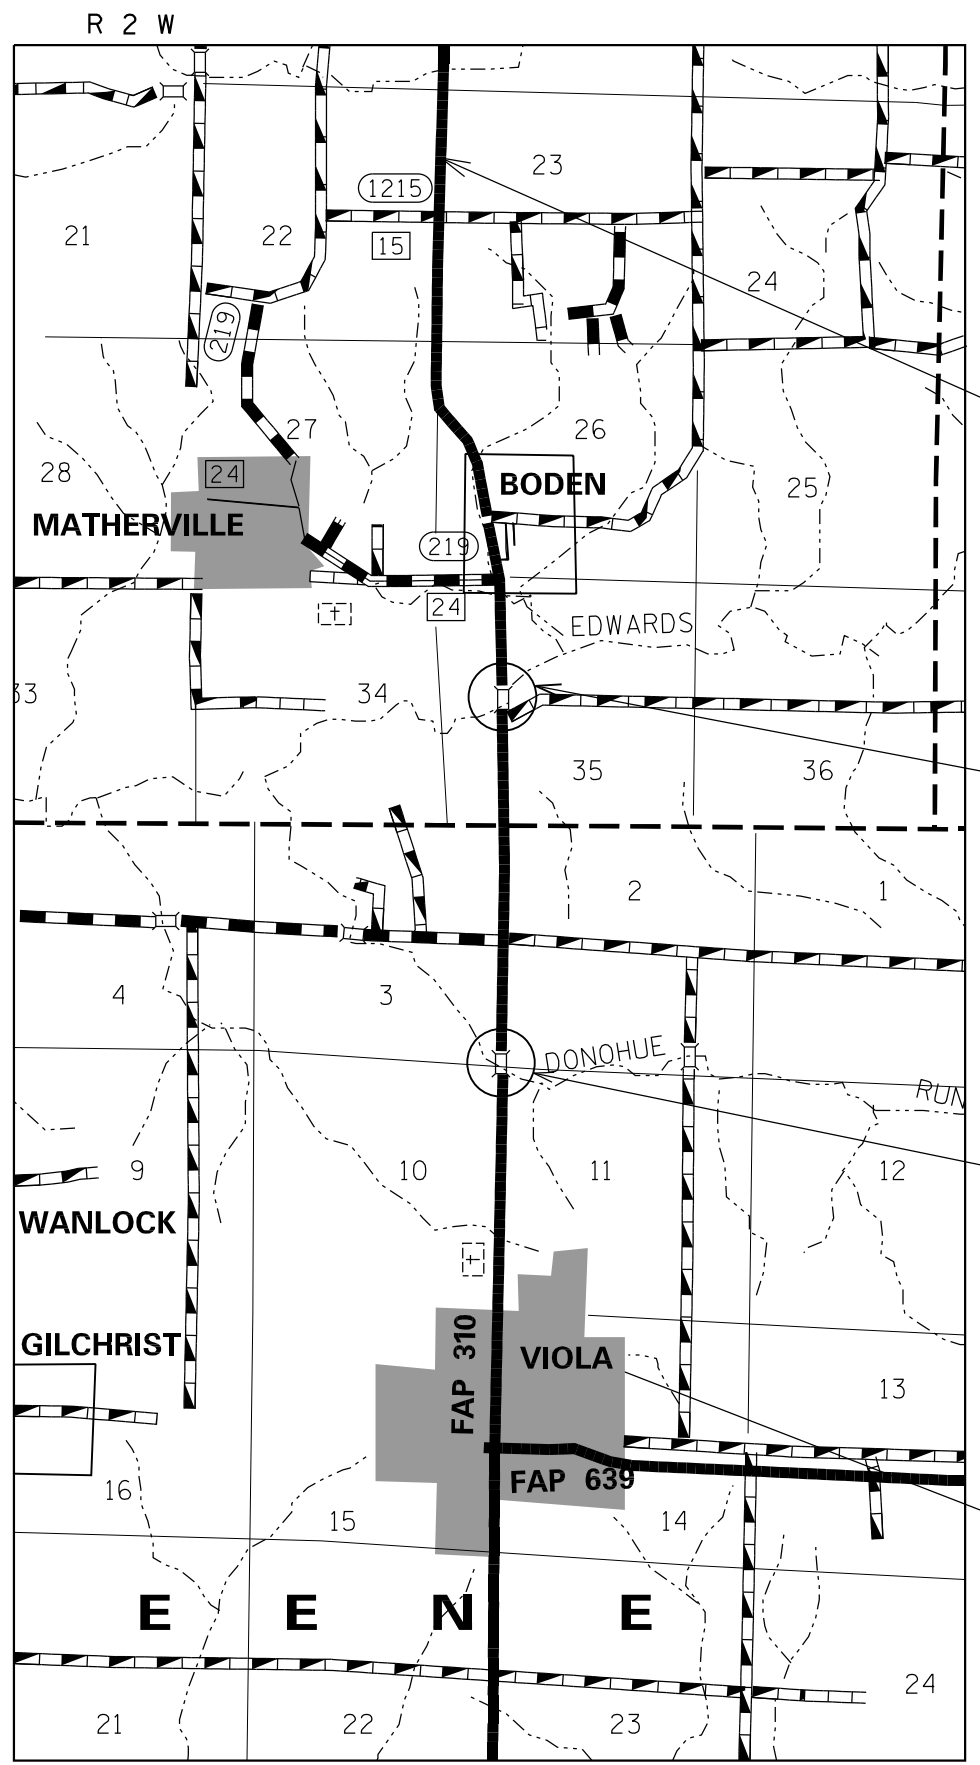 R 2 W
23
1215
21
22
15
24
219
27
26
28
24
BODEN
25
MATHERVILLE
219
24
EDWARDS
33
34
35
36
2
1
4
3
DONOHUE
RUN
9
10
11
12
WANLOCK
FAP 310
GILCHRIST
VIOLA
13
FAP 639
16
15
14
E E N E
24
21
22
23